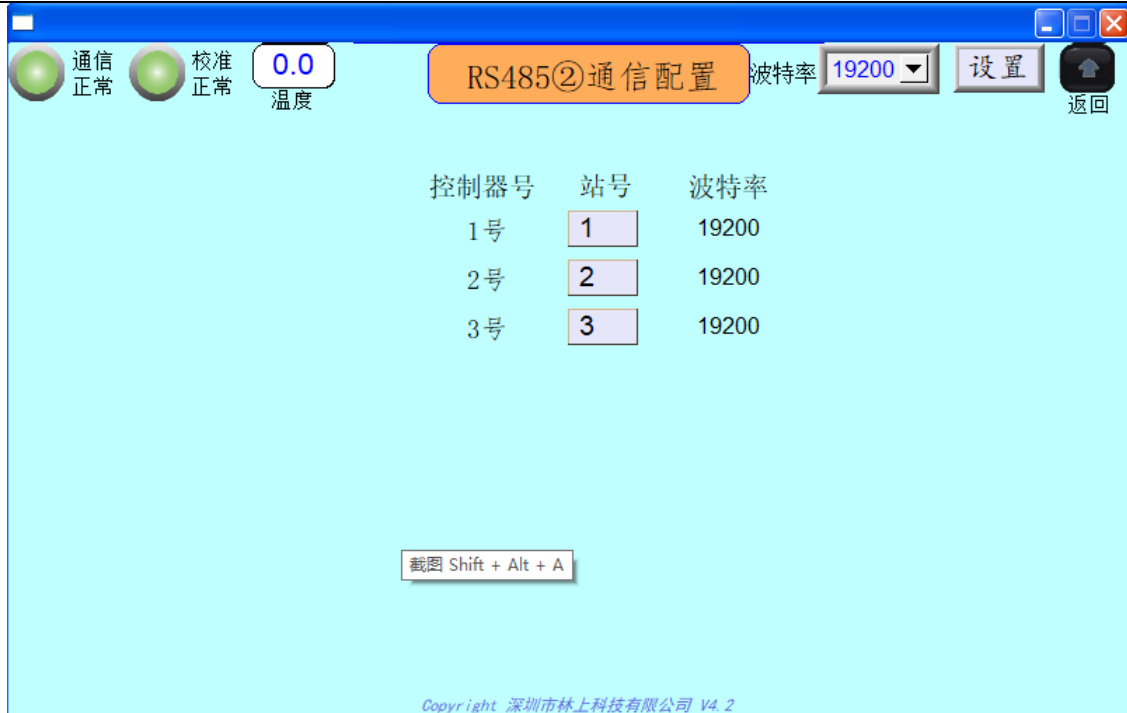 通信
正常
校准
正常
0.0
温度
RS485②通信配置
波特率
19200
设置
返回
控制器号 站号 波特率
1号 1 19200
2号 2 19200
3号 3 19200
截图 Shift + Alt + A
Copyright 深圳市林上科技有限公司 V4.2